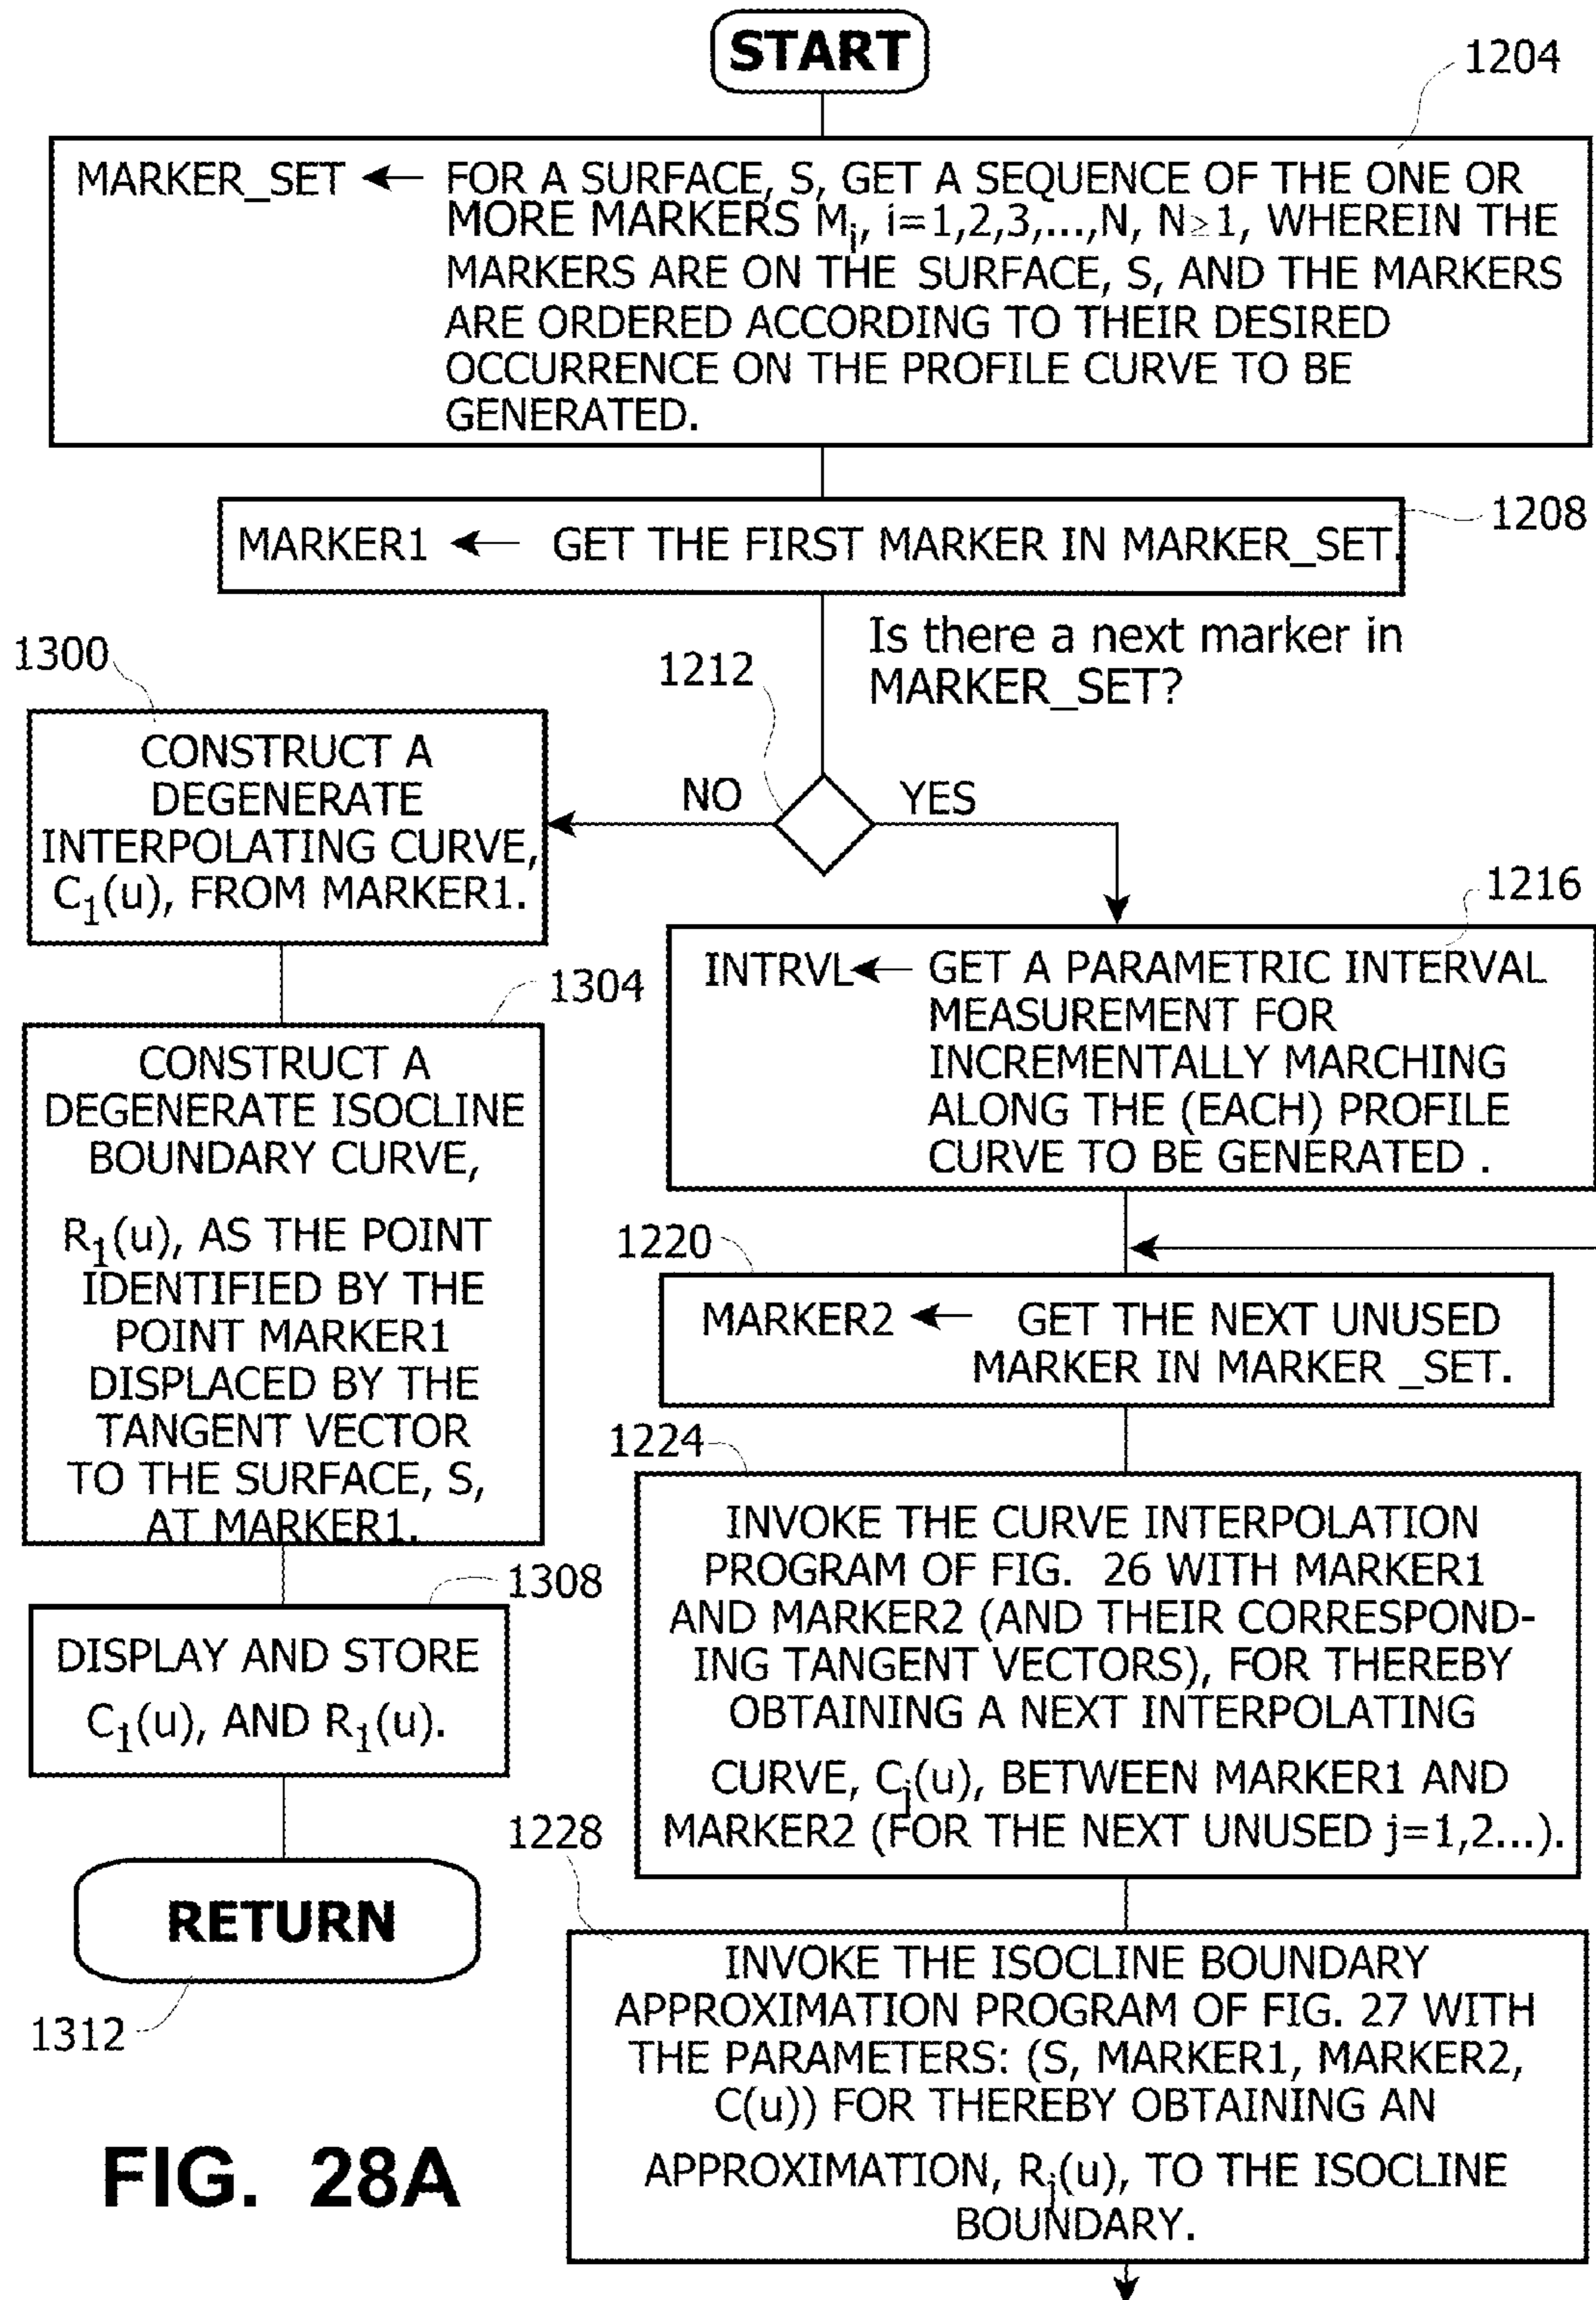 START
1204
MARKER_SET ← FOR A SURFACE, S, GET A SEQUENCE OF THE ONE OR
MORE MARKERS Mi, i=1,2,3,...,N, N≥1, WHEREIN THE
MARKERS ARE ON THE SURFACE, S, AND THE MARKERS
ARE ORDERED ACCORDING TO THEIR DESIRED
OCCURRENCE ON THE PROFILE CURVE TO BE
GENERATED.
1208
MARKER1 ← GET THE FIRST MARKER IN MARKER_SET.
Is there a next marker in
MARKER_SET?
1212
NO
YES
1300
CONSTRUCT A
DEGENERATE
INTERPOLATING CURVE,
C1(u), FROM MARKER1.
1304
CONSTRUCT A
DEGENERATE ISOCLINE
BOUNDARY CURVE,
R1(u), AS THE POINT
IDENTIFIED BY THE
POINT MARKER1
DISPLACED BY THE
TANGENT VECTOR
TO THE SURFACE, S,
AT MARKER1.
1308
DISPLAY AND STORE
C1(u), AND R1(u).
RETURN
1312
1216
INTRVL← GET A PARAMETRIC INTERVAL
MEASUREMENT FOR
INCREMENTALLY MARCHING
ALONG THE (EACH) PROFILE
CURVE TO BE GENERATED .
1220
MARKER2 ← GET THE NEXT UNUSED
MARKER IN MARKER _SET.
1224
INVOKE THE CURVE INTERPOLATION
PROGRAM OF FIG. 26 WITH MARKER1
AND MARKER2 (AND THEIR CORRESPOND-
ING TANGENT VECTORS), FOR THEREBY
OBTAINING A NEXT INTERPOLATING
CURVE, Cj(u), BETWEEN MARKER1 AND
MARKER2 (FOR THE NEXT UNUSED j=1,2...).
1228
INVOKE THE ISOCLINE BOUNDARY
APPROXIMATION PROGRAM OF FIG. 27 WITH
THE PARAMETERS: (S, MARKER1, MARKER2,
C(u)) FOR THEREBY OBTAINING AN
APPROXIMATION, Rj(u), TO THE ISOCLINE
BOUNDARY.
FIG. 28A